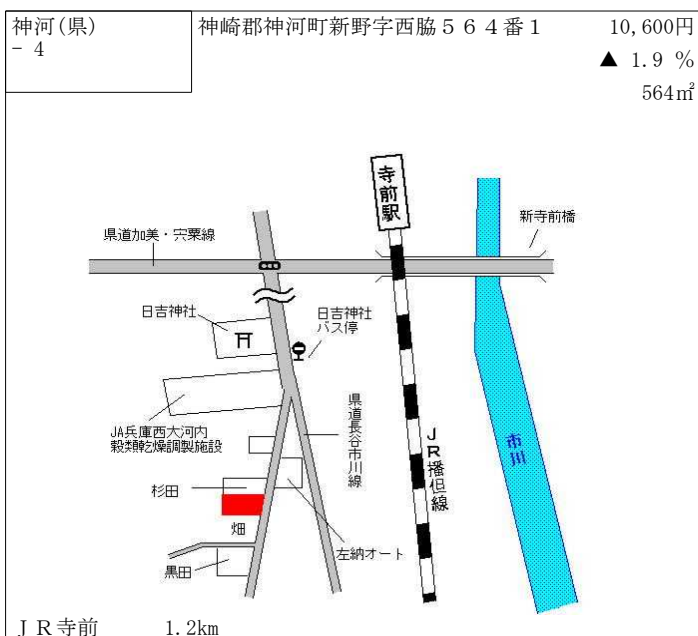 神河(県)
- 4
神崎郡神河町新野字西脇５６４番１
10,600円
▲ 1.9 %
564㎡
寺前駅
新寺前橋
県道加美・宍粟線
日吉神社
日吉神社
バス停
JA兵庫西大河内
穀類乾燥調製施設
県道長谷市川線
ＪＲ播但線
市川
杉田
畑
左納オート
黒田
ＪＲ寺前　　1.2km